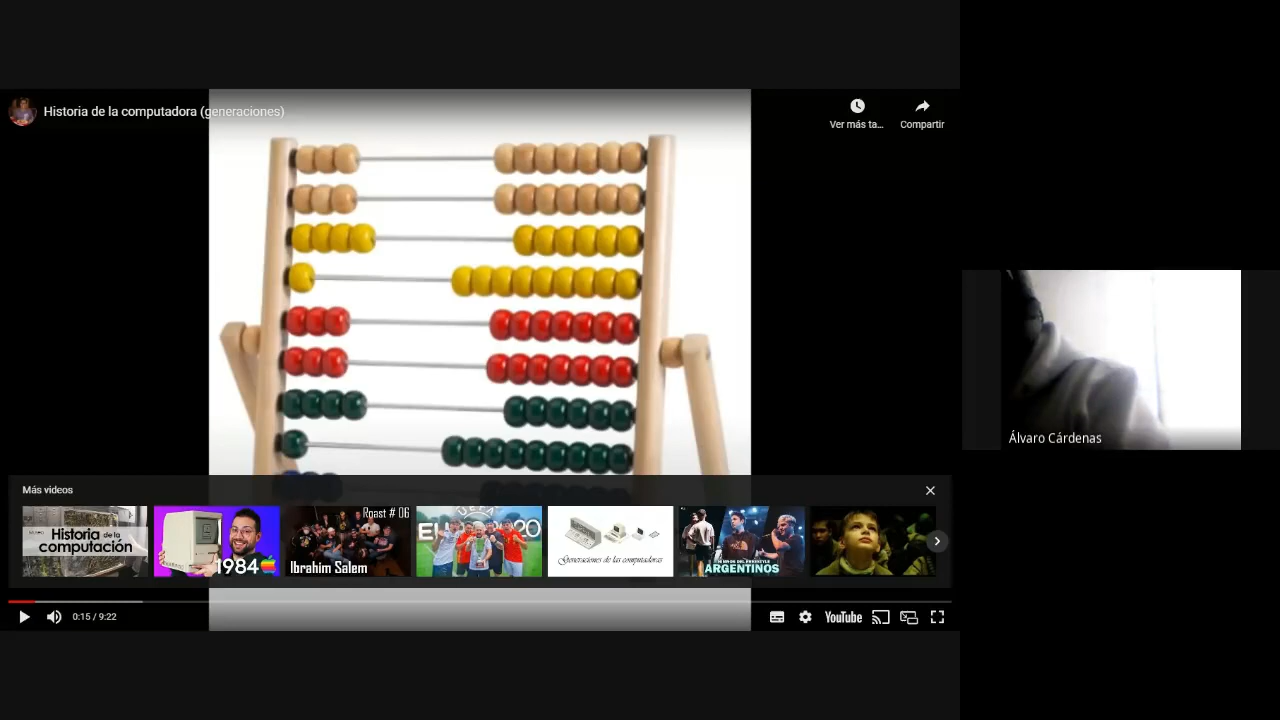 Historia de la computadora (generaciones)
Ver más ta...
Compartir
Más videos
Historia de la
computación
1984
Roast # 06
Ibrahim Salem
UEFA
Generaciones de las computadoras
ARGENTINOS
0:15 / 9:22
YouTube
Álvaro Cárdenas